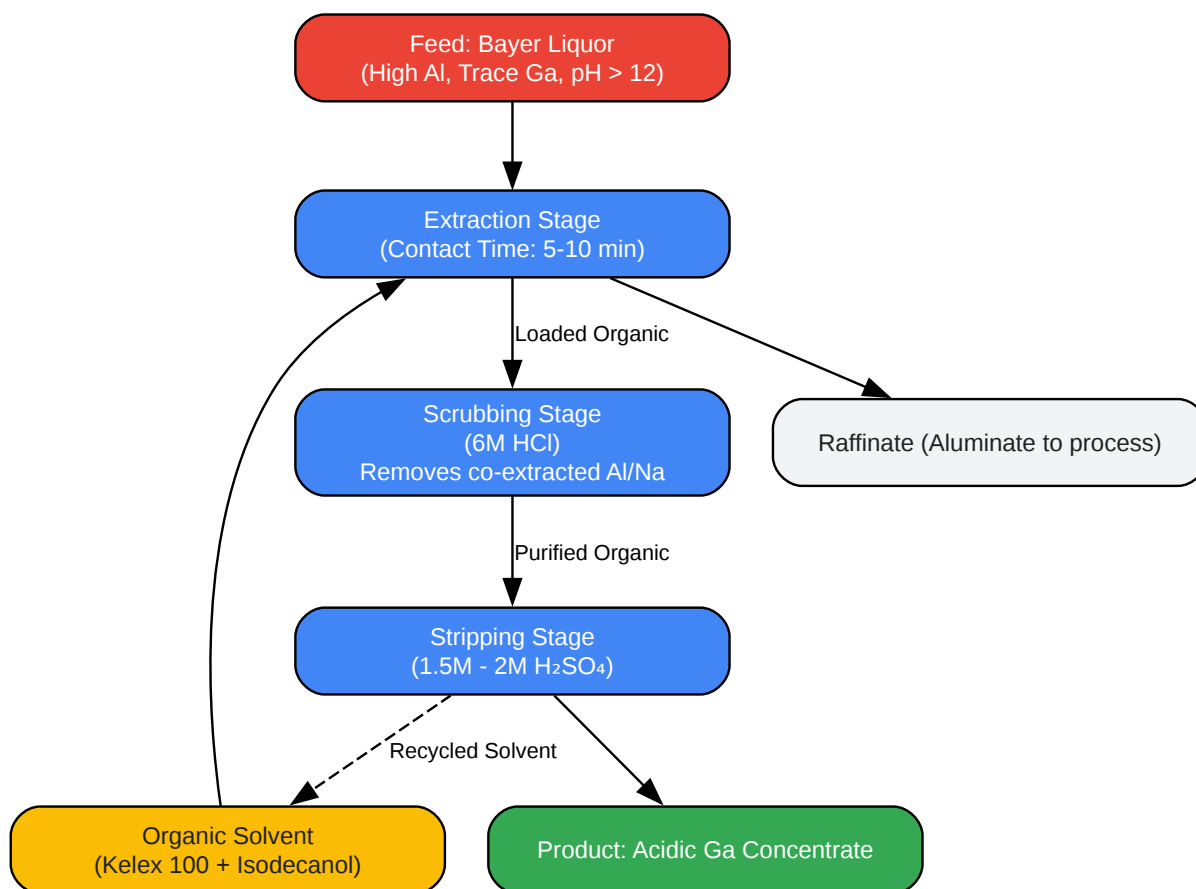 Feed: Bayer Liquor
(High Al, Trace Ga, pH > 12)
Extraction Stage
(Contact Time: 5-10 min)
Loaded Organic
Scrubbing Stage
(6M HCl)
Removes co-extracted Al/Na
Raffinate (Aluminate to process)
Purified Organic
Stripping Stage
(1.5M - 2M H₂SO₄)
Recycled Solvent
Organic Solvent
(Kelex 100 + Isodecanol)
Product: Acidic Ga Concentrate